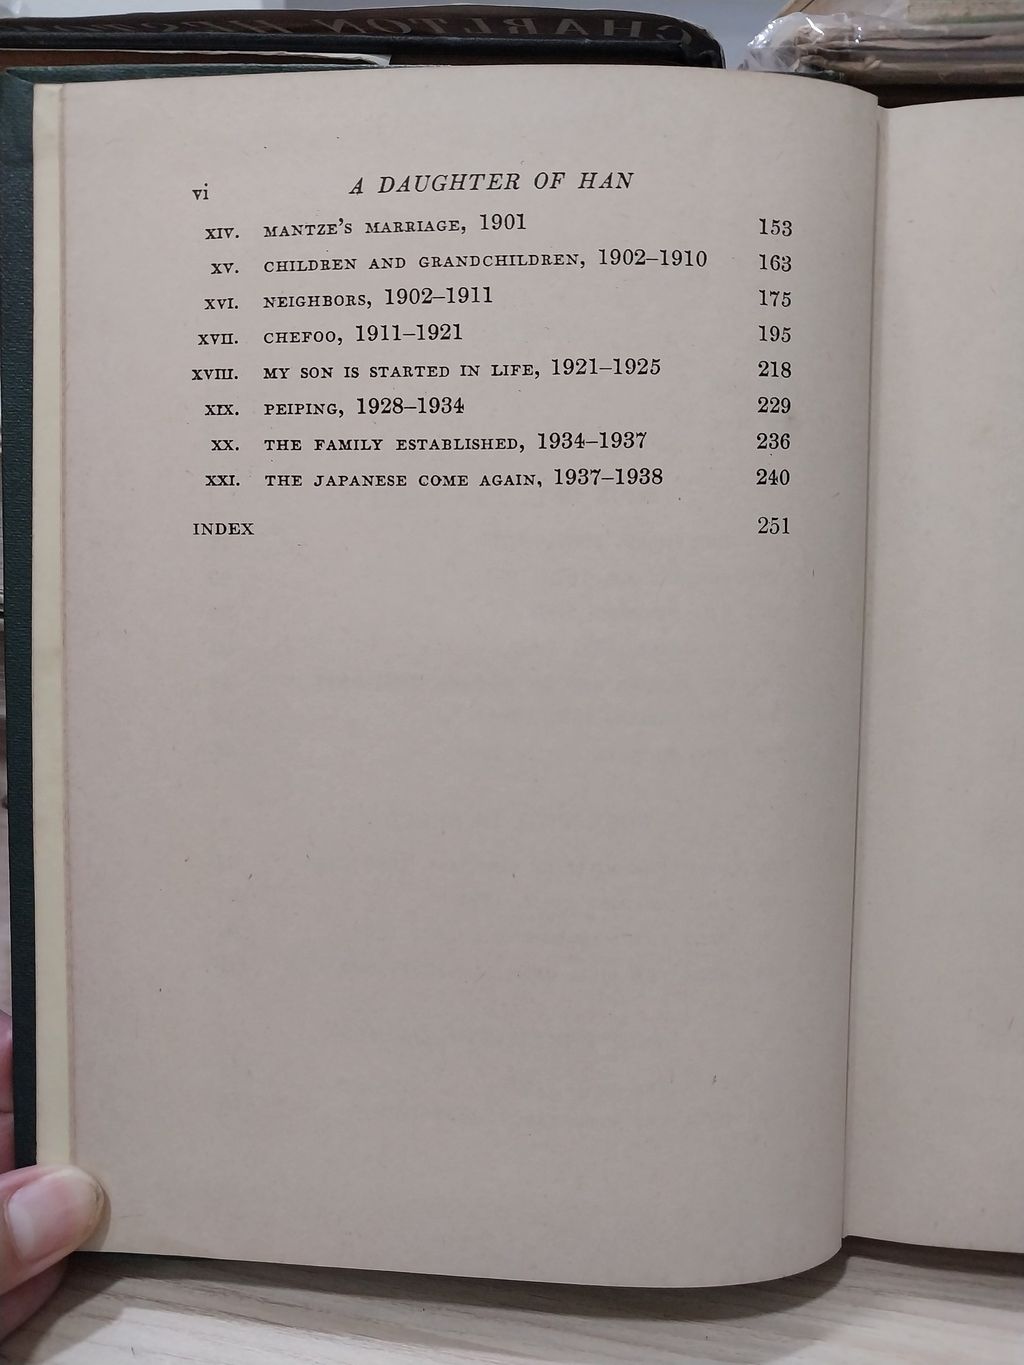 CHARLTON
vi A DAUGHTER OF HAN
XIV. MANTZE'S MARRIAGE, 1901 153
XV. CHILDREN AND GRANDCHILDREN, 1902–1910 163
XVI. NEIGHBORS, 1902–1911 175
XVII. CHEFOO, 1911–1921 195
XVIII. MY SON IS STARTED IN LIFE, 1921–1925 218
XIX. PEIPING, 1928–1934 229
XX. THE FAMILY ESTABLISHED, 1934–1937 236
XXI. THE JAPANESE COME AGAIN, 1937–1938 240
INDEX 251